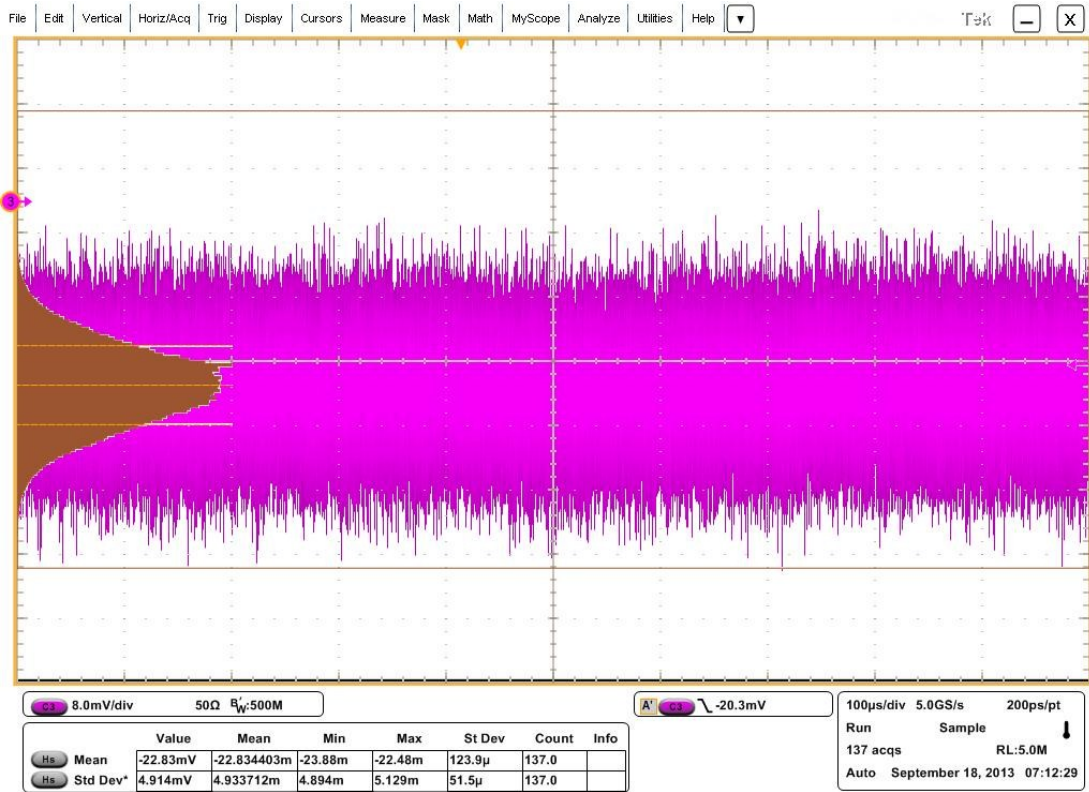 File Edit Vertical Horiz/Acq Trig Display Cursors Measure Mask Math MyScope Analyze Utilities Help Tek X
3
C3 8.0mV/div 50Ω BW:500M
A' C3 -20.3mV
100µs/div 5.0GS/s 200ps/pt
Run Sample
137 acqs RL:5.0M
Auto September 18, 2013 07:12:29
Value Mean Min Max St Dev Count Info
Hs Mean -22.83mV -22.834403m -23.88m -22.48m 123.9µ 137.0
Hs Std Dev* 4.914mV 4.933712m 4.894m 5.129m 51.5µ 137.0